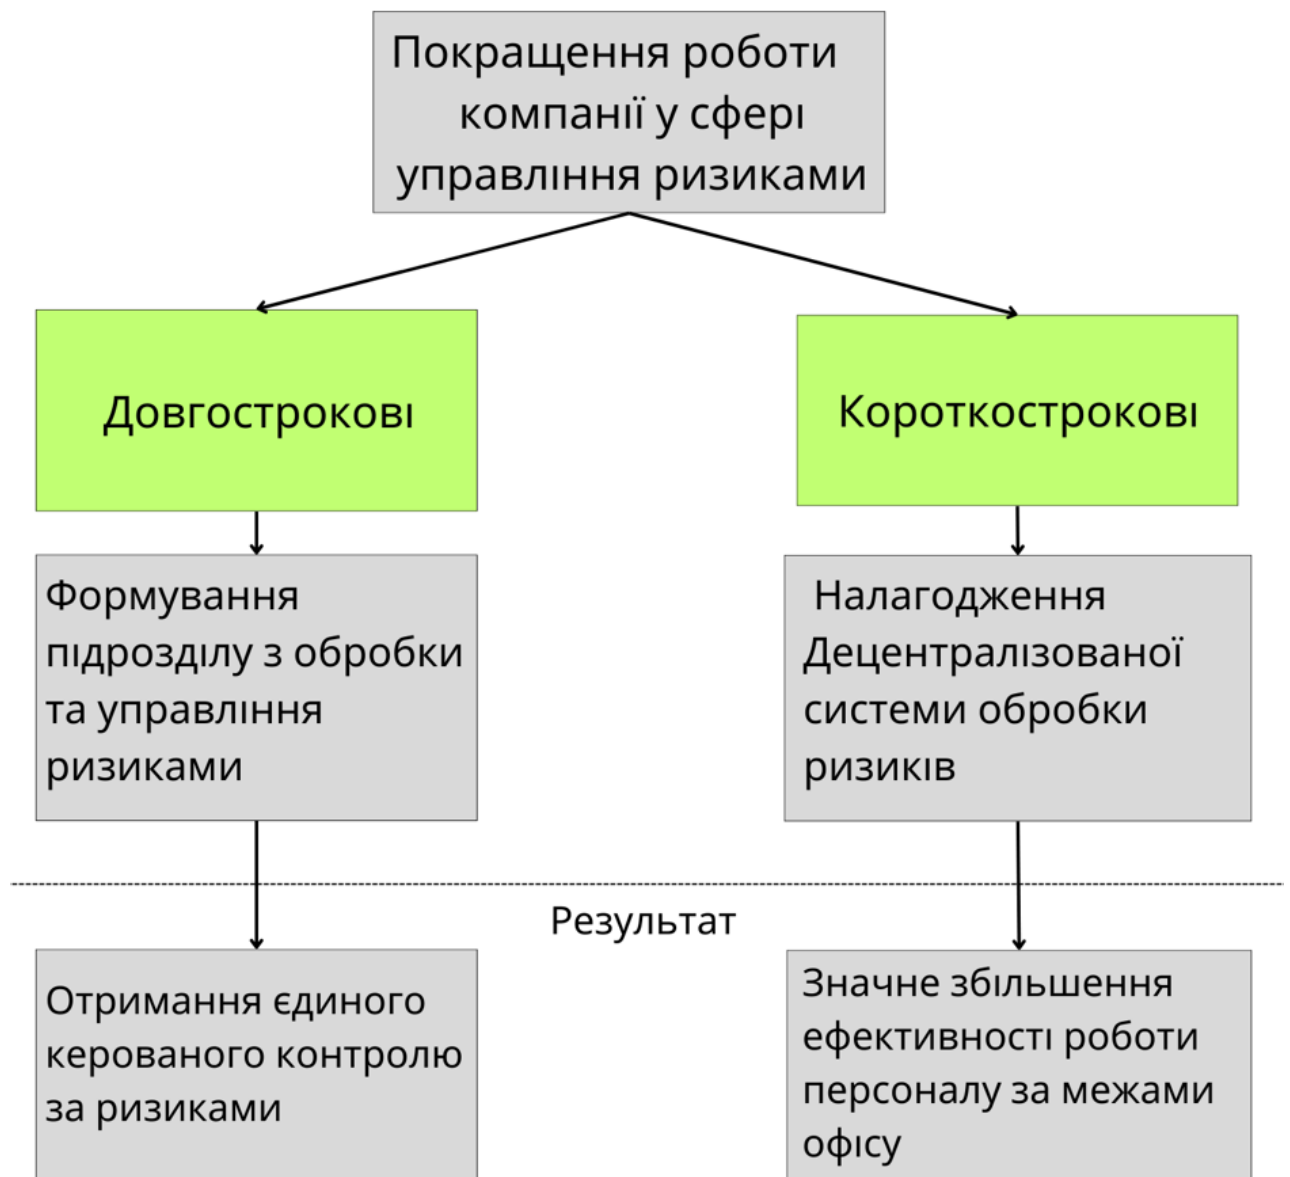 Покращення роботи
компанії у сфері
управління ризиками
Довгострокові
Короткострокові
Формування
підрозділу з обробки
та управління
ризиками
Налагодження
Децентралізованої
системи обробки
ризиків
Результат
Отримання єдиного
керованого контролю
за ризиками
Значне збільшення
ефективності роботи
персоналу за межами
офісу